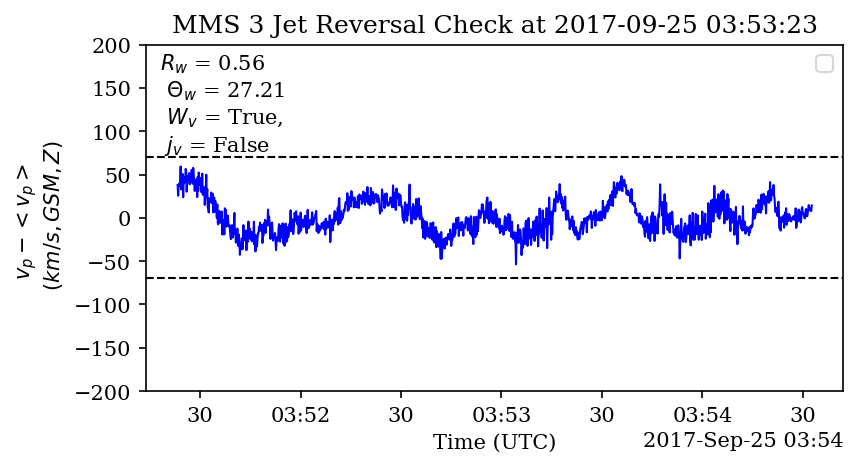 MMS 3 Jet Reversal Check at 2017-09-25 03:53:23
R_w = 0.56
Θ_w = 27.21
W_v = True,
j_v = False
200
150
100
50
0
−50
−100
−150
−200
v_p − < v_p >
(km/s, GSM, Z)
30 03:52 30 03:53 30 03:54 30
Time (UTC)
2017-Sep-25 03:54